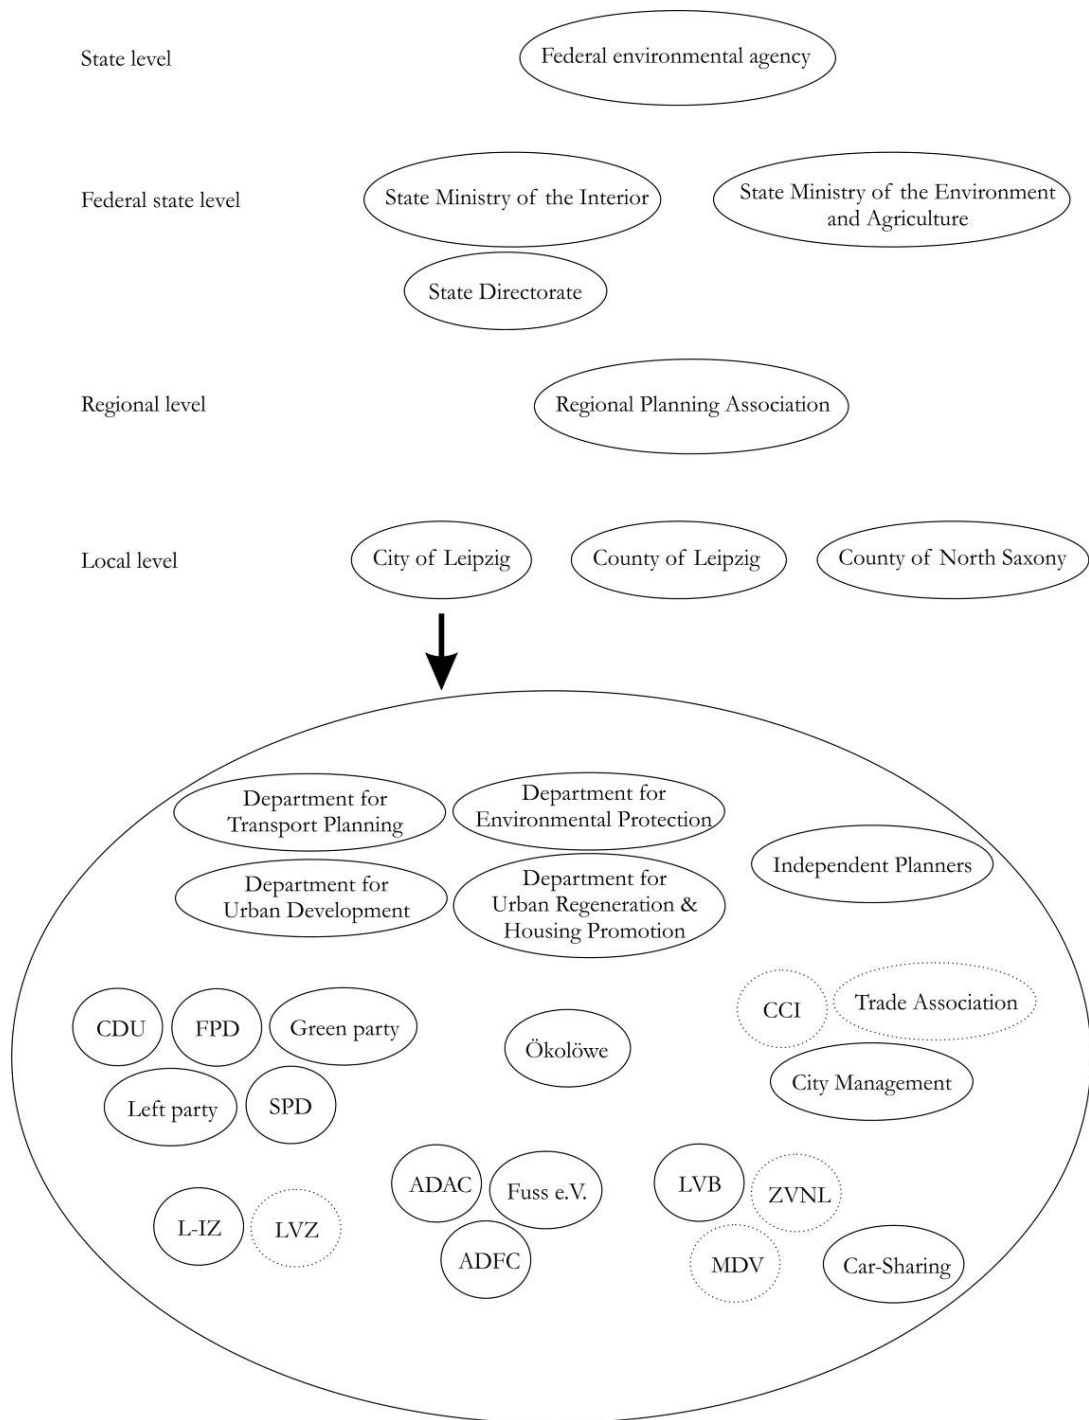 State level
Federal environmental agency
Federal state level
State Ministry of the Interior
State Ministry of the Environment
and Agriculture
State Directorate
Regional level
Regional Planning Association
Local level
City of Leipzig
County of Leipzig
County of North Saxony
Department for
Transport Planning
Department for
Environmental Protection
Independent Planners
Department for
Urban Development
Department for
Urban Regeneration &
Housing Promotion
CDU
FPD
Green party
Left party
SPD
Ökolöwe
CCI
Trade Association
City Management
L-IZ
LVZ
ADAC
Fuss e.V.
ADFC
LVB
ZVNL
MDV
Car-Sharing